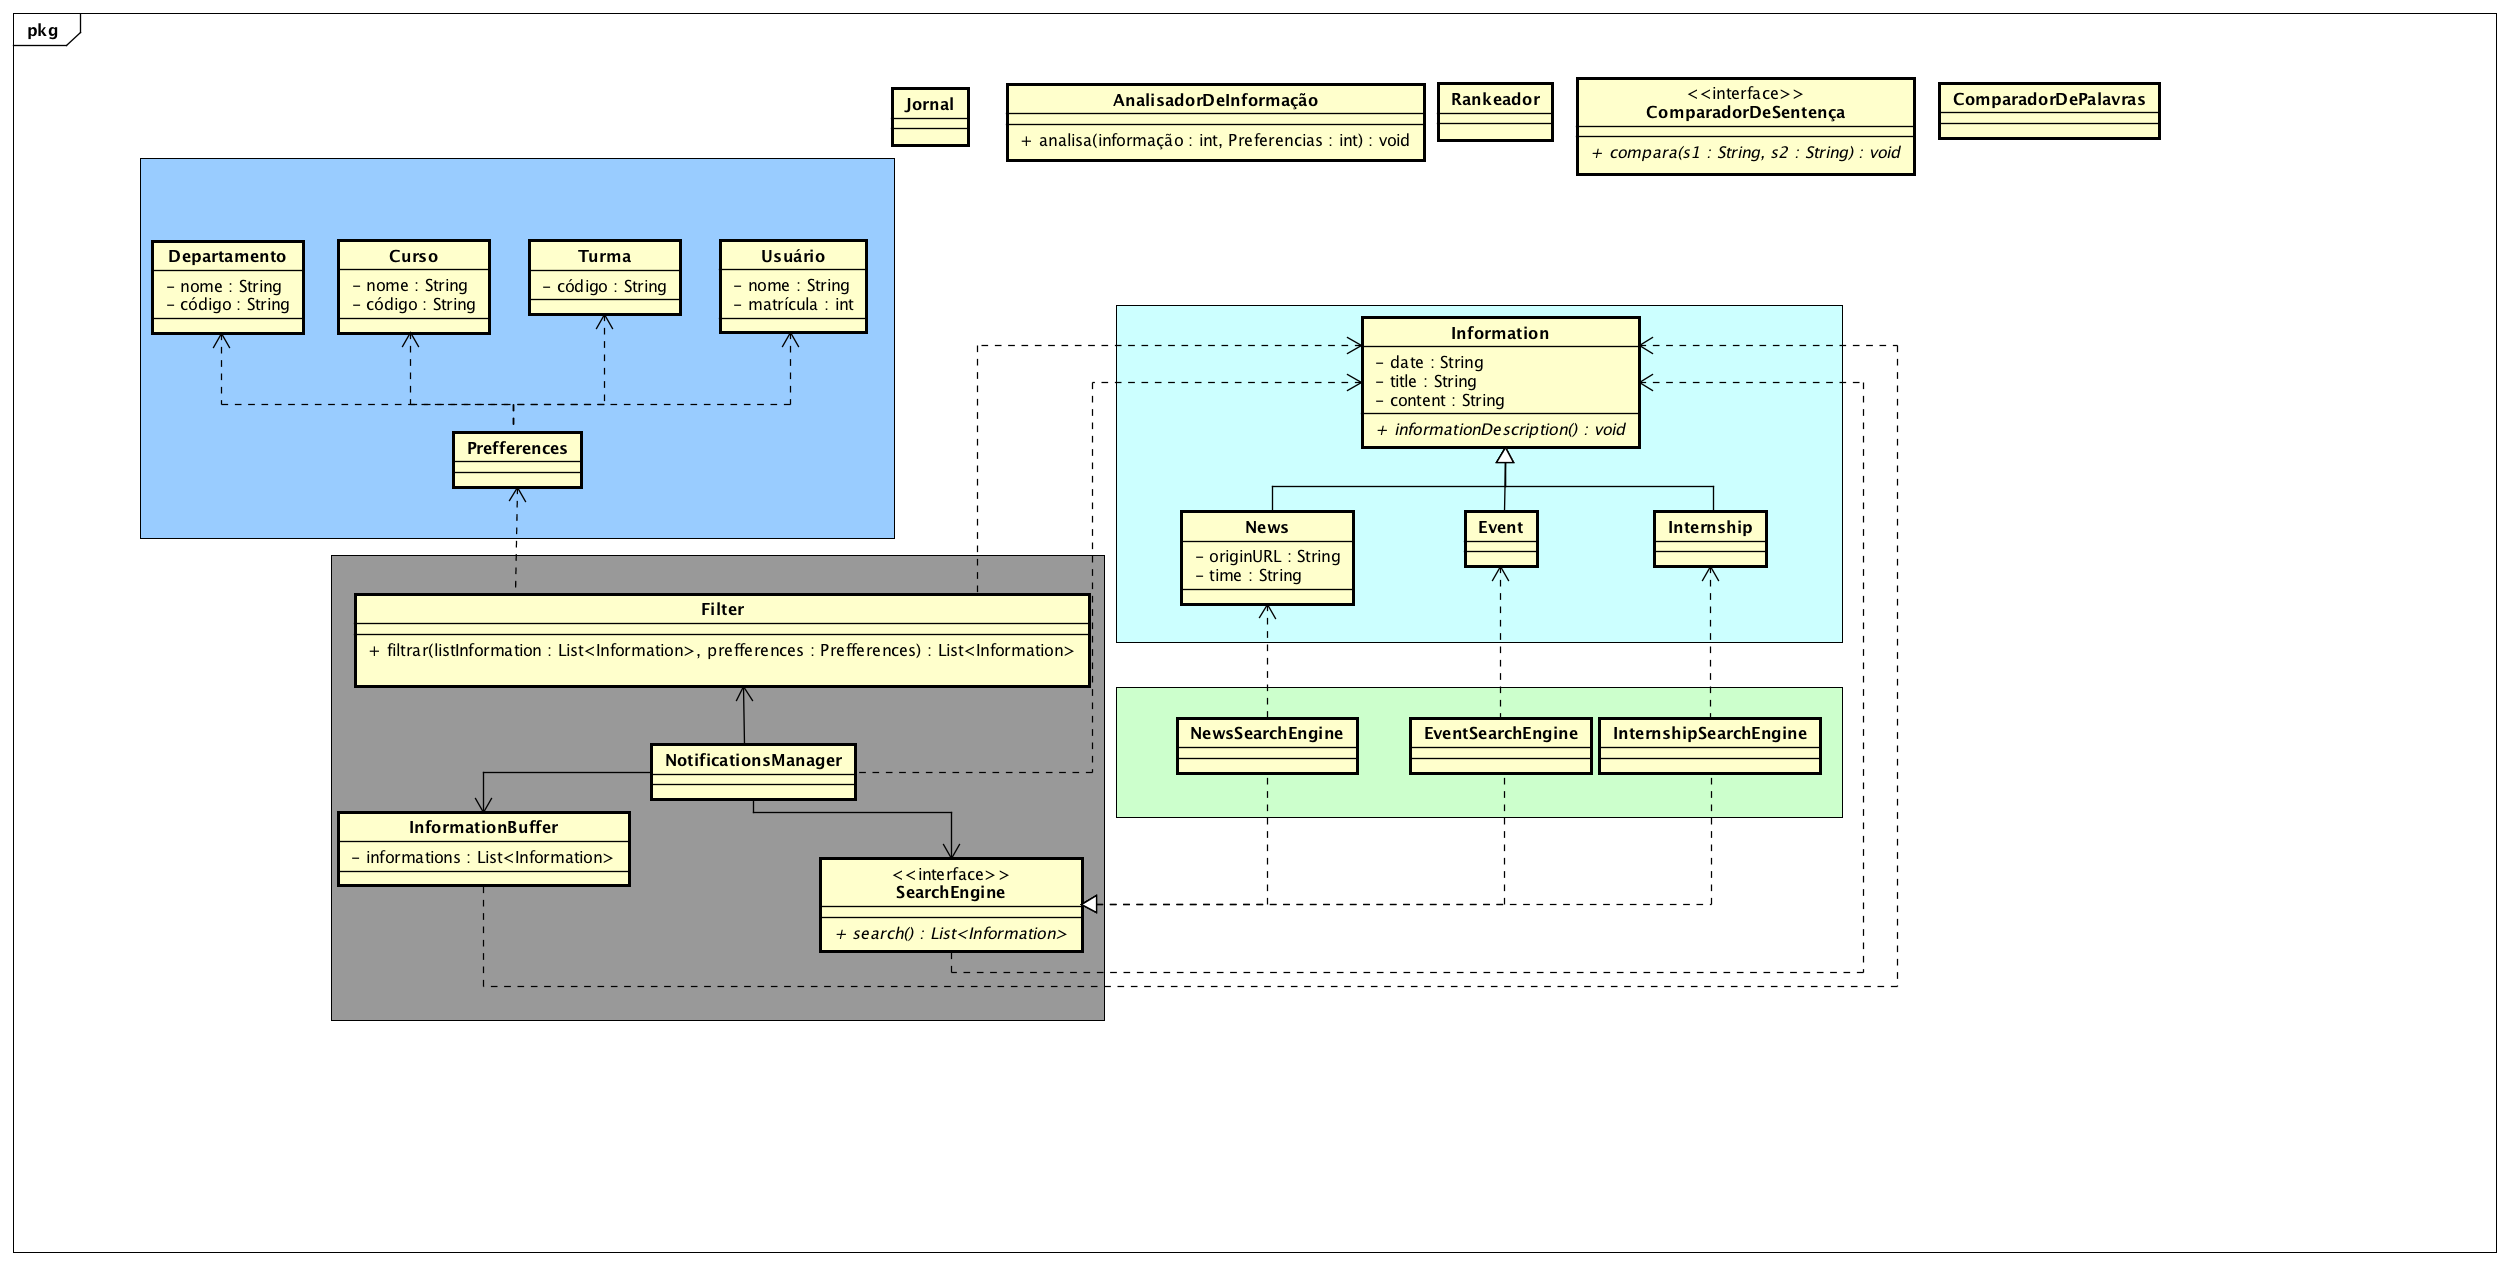 pkg
Jornal
AnalisadorDeInformação
+ analisa(informação : int, Preferencias : int) : void
Rankeador
<<interface>>
ComparadorDeSentença
+ compara(s1 : String, s2 : String) : void
ComparadorDePalavras
Departamento
- nome : String
- código : String
Curso
- nome : String
- código : String
Turma
- código : String
Usuário
- nome : String
- matrícula : int
Prefferences
Information
- date : String
- title : String
- content : String
+ informationDescription() : void
News
- originURL : String
- time : String
Event
Internship
Filter
+ filtrar(listInformation : List<Information>, prefferences : Prefferences) : List<Information>
NotificationsManager
InformationBuffer
- informations : List<Information>
<<interface>>
SearchEngine
+ search() : List<Information>
NewsSearchEngine
EventSearchEngine
InternshipSearchEngine